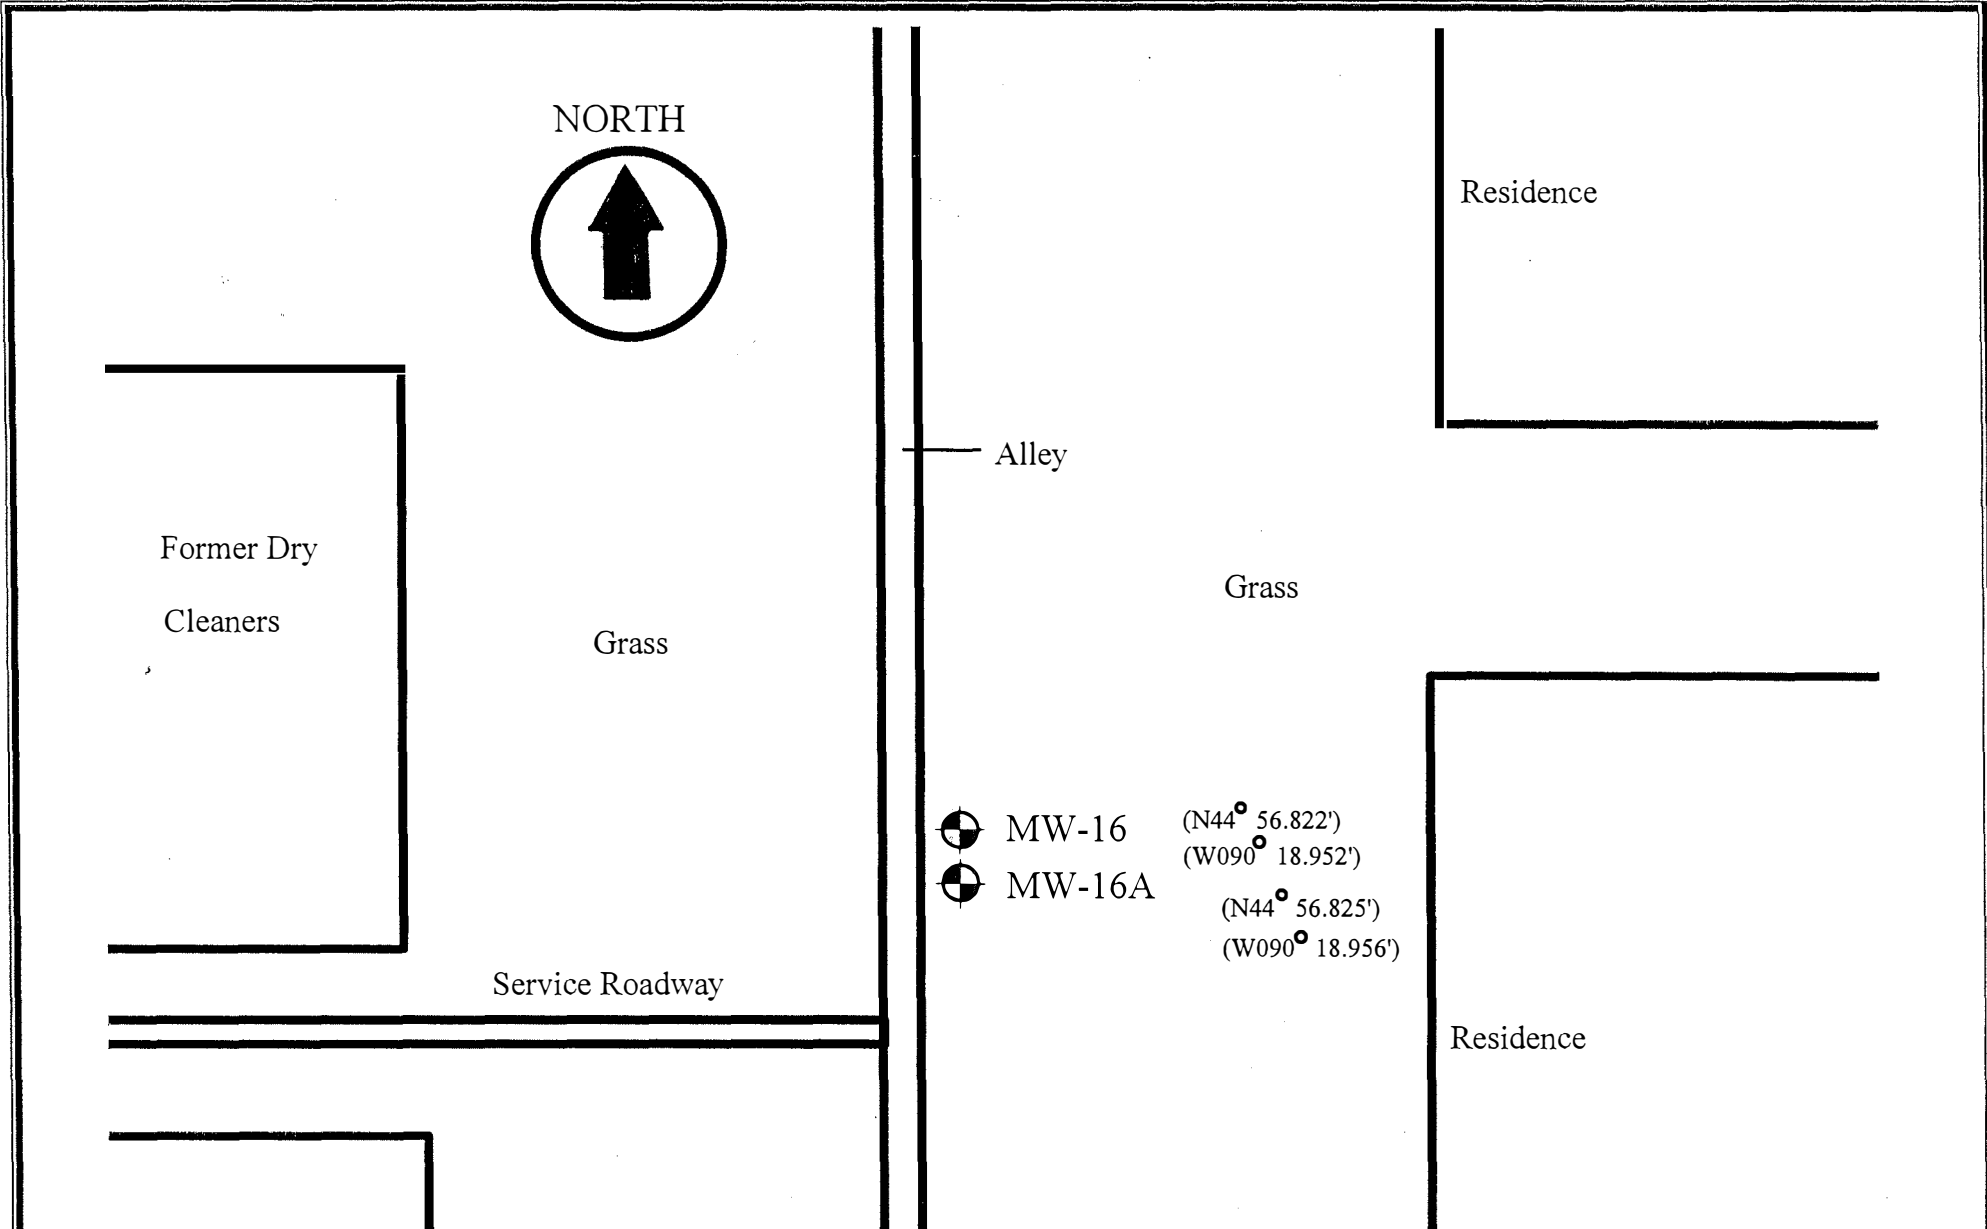 NORTH
Residence
Alley
Former Dry
Cleaners
Grass
Grass
MW-16 (N44° 56.822')
(W090° 18.952')
MW-16A (N44° 56.825')
(W090° 18.956')
Service Roadway
Residence